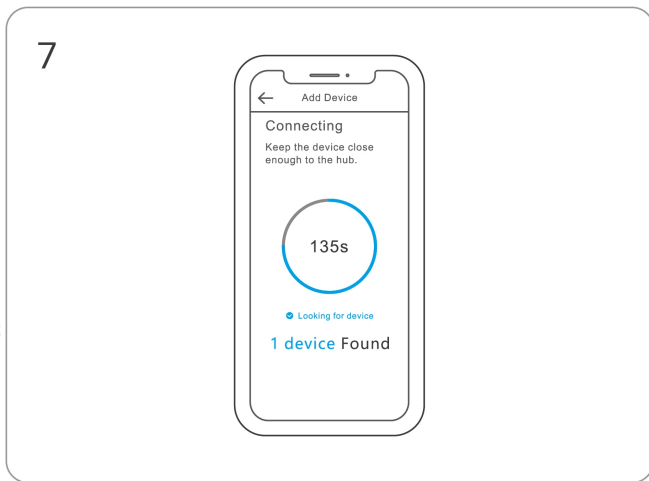 7
Add Device
Connecting
Keep the device close
enough to the hub.
135s
Looking for device
1 device Found